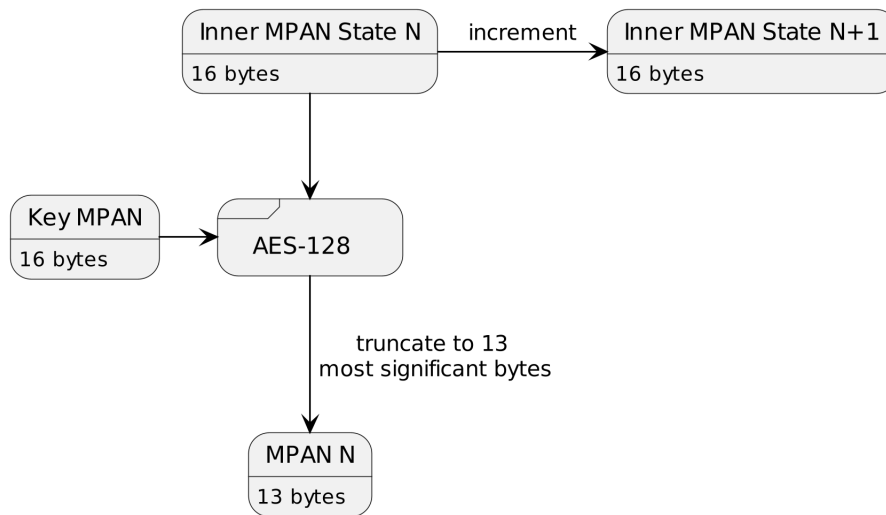 Inner MPAN State N
16 bytes
increment
Inner MPAN State N+1
16 bytes
Key MPAN
16 bytes
AES-128
truncate to 13
most significant bytes
MPAN N
13 bytes